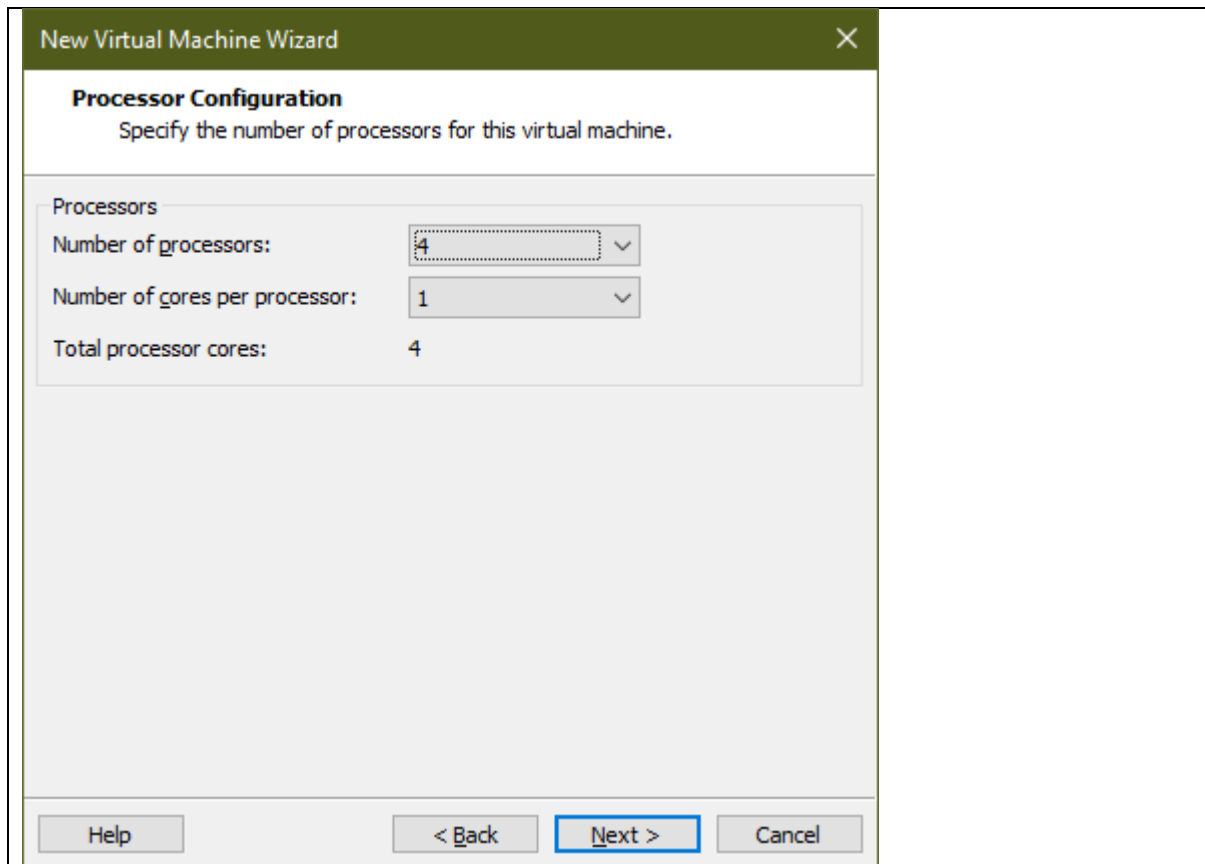 New Virtual Machine Wizard
Processor Configuration
Specify the number of processors for this virtual machine.
Processors
Number of processors: 4
Number of cores per processor: 1
Total processor cores: 4
Help < Back Next > Cancel